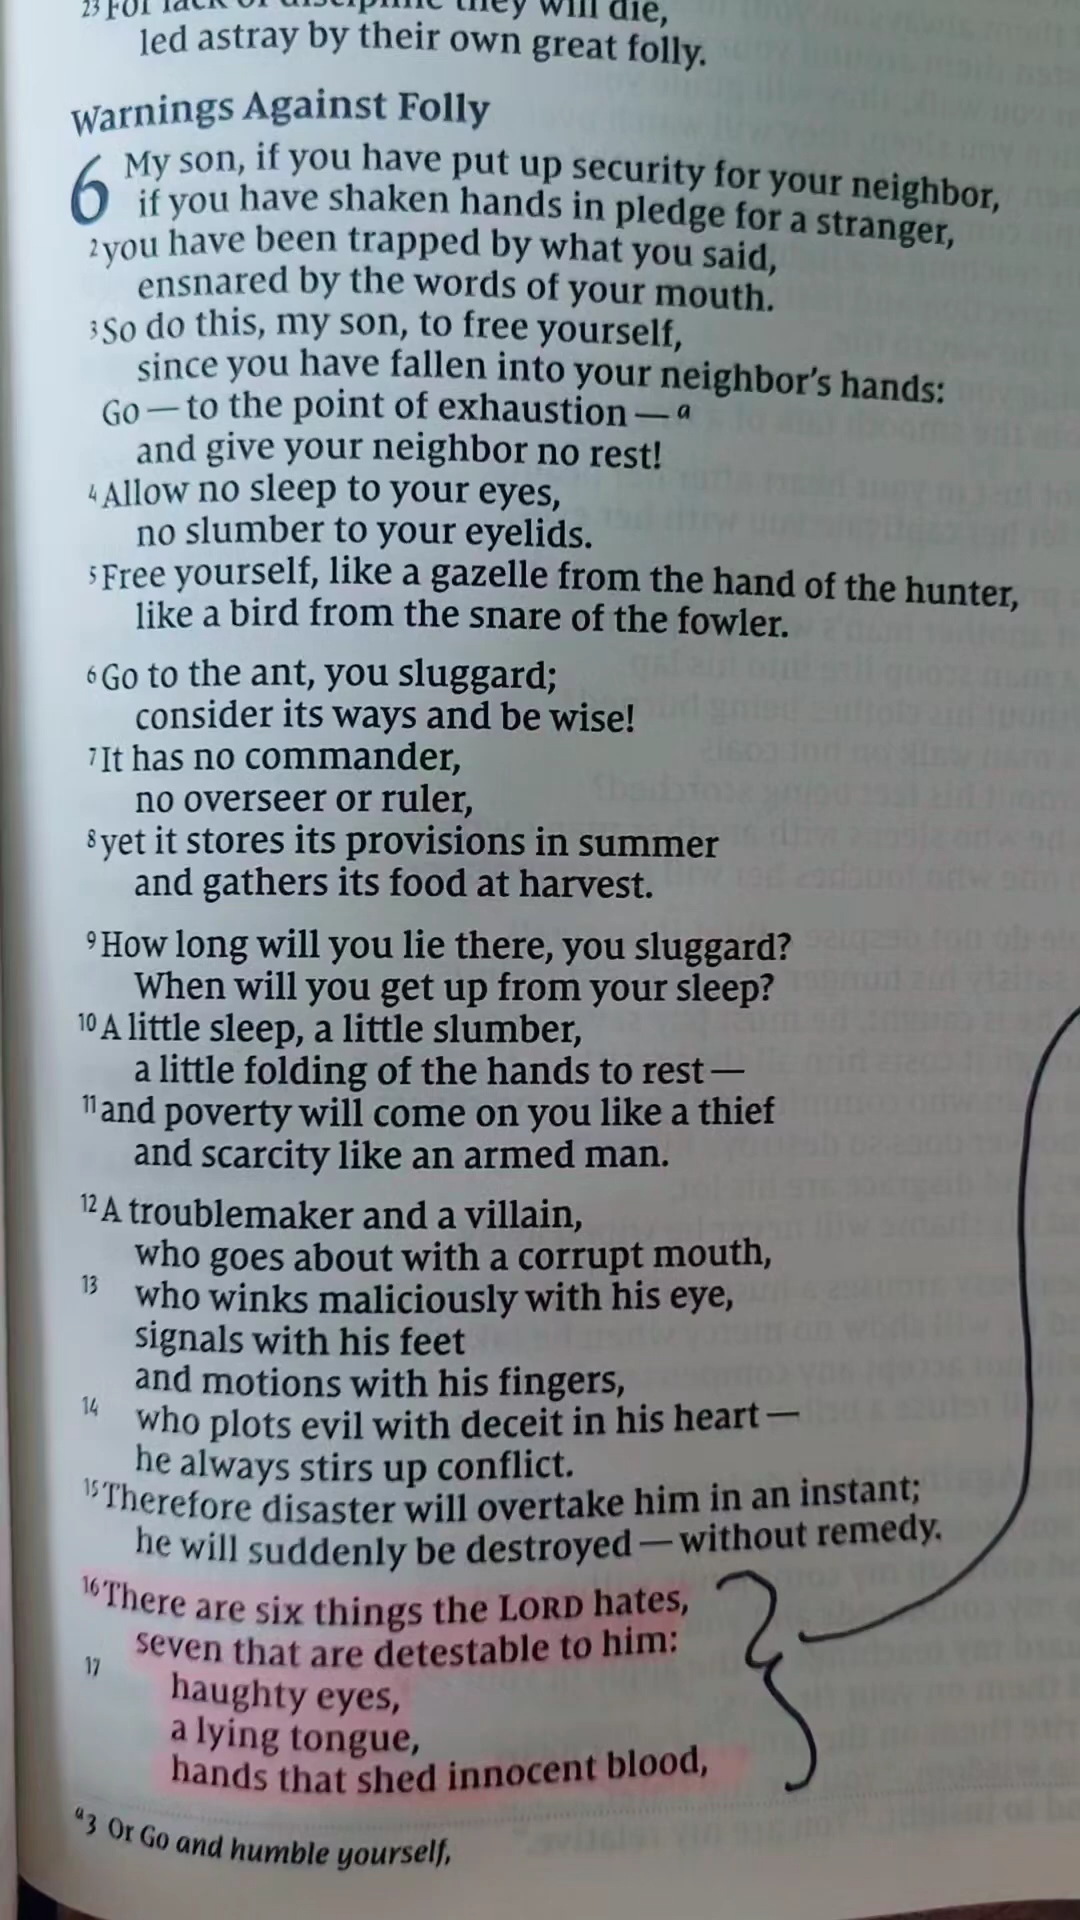 23 For lack of discipline they will die,
led astray by their own great folly.
Warnings Against Folly
6 My son, if you have put up security for your neighbor,
if you have shaken hands in pledge for a stranger,
2 you have been trapped by what you said,
ensnared by the words of your mouth.
3 So do this, my son, to free yourself,
since you have fallen into your neighbor's hands:
Go — to the point of exhaustion — a
and give your neighbor no rest!
4 Allow no sleep to your eyes,
no slumber to your eyelids.
5 Free yourself, like a gazelle from the hand of the hunter,
like a bird from the snare of the fowler.
6 Go to the ant, you sluggard;
consider its ways and be wise!
7 It has no commander,
no overseer or ruler,
8 yet it stores its provisions in summer
and gathers its food at harvest.
9 How long will you lie there, you sluggard?
When will you get up from your sleep?
10 A little sleep, a little slumber,
a little folding of the hands to rest —
11 and poverty will come on you like a thief
and scarcity like an armed man.
12 A troublemaker and a villain,
who goes about with a corrupt mouth,
13 who winks maliciously with his eye,
signals with his feet
and motions with his fingers,
14 who plots evil with deceit in his heart —
he always stirs up conflict.
15 Therefore disaster will overtake him in an instant;
he will suddenly be destroyed — without remedy.
16 There are six things the LORD hates,
seven that are detestable to him:
17 haughty eyes,
a lying tongue,
hands that shed innocent blood,
a 3 Or Go and humble yourself,